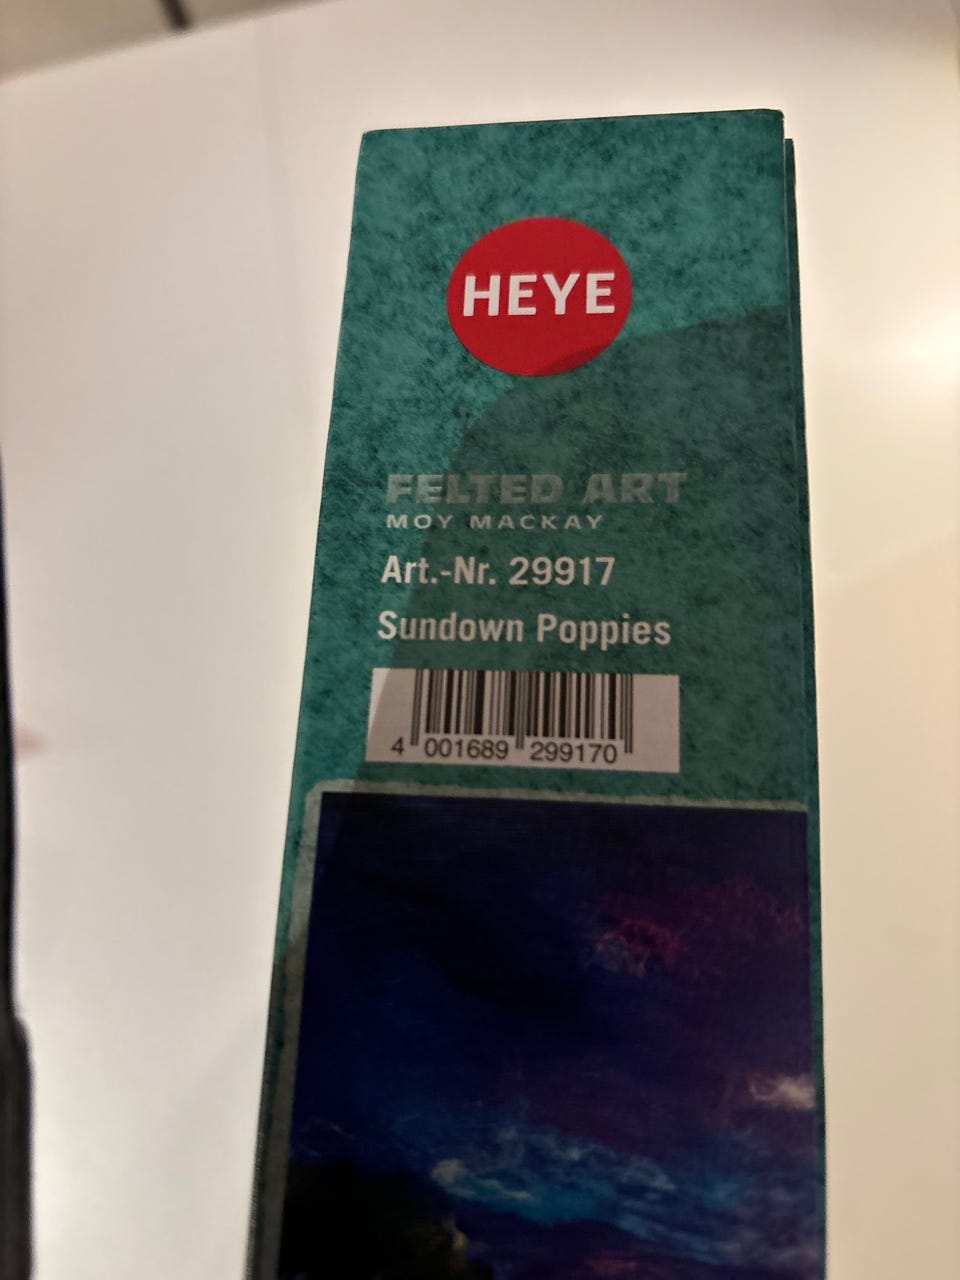 HEYE
FELTED ART
MOY MACKAY
Art.-Nr. 29917
Sundown Poppies
4 001689 299170